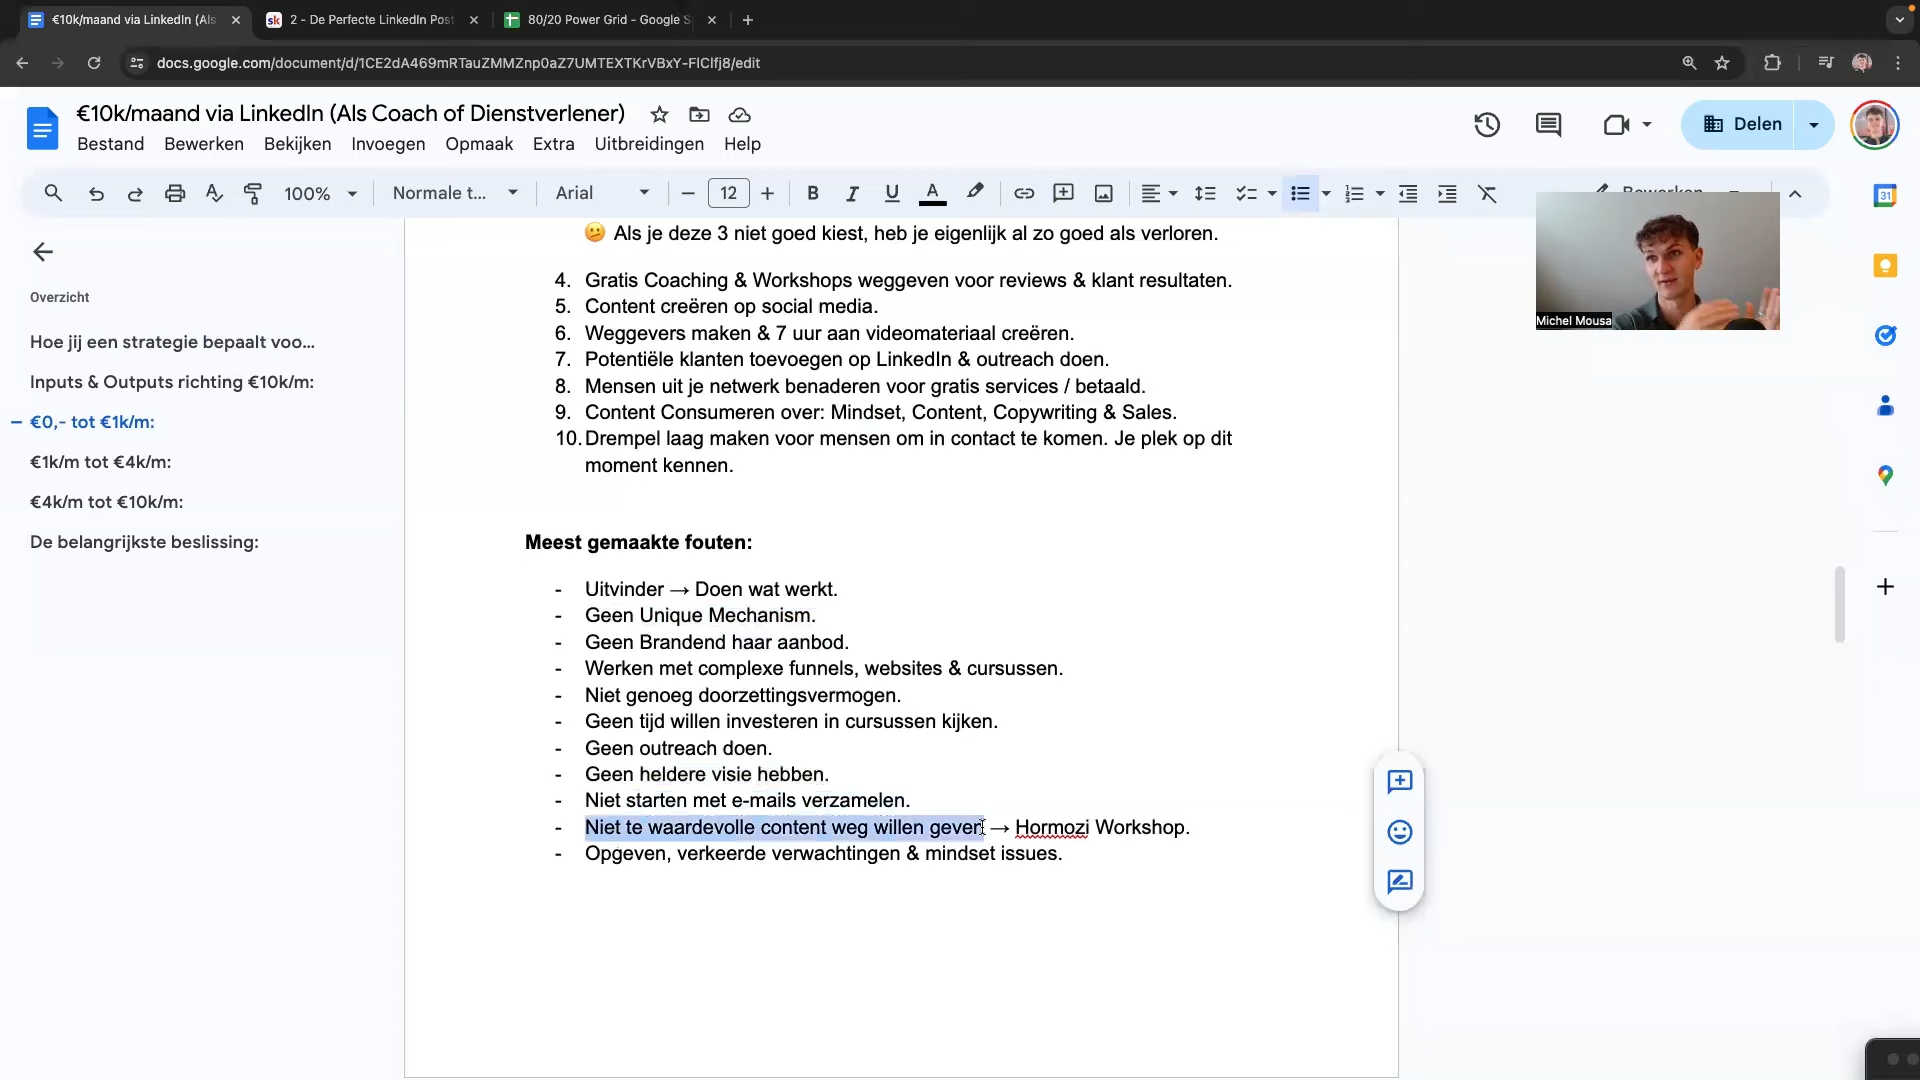 €10k/maand via LinkedIn (Als
2 - De Perfecte LinkedIn Post
80/20 Power Grid - Google S
docs.google.com/document/d/1CE2dA469mRTauZMMZnp0aZ7UMTEXTKrVBxY-FlClfj8/edit
€10k/maand via LinkedIn (Als Coach of Dienstverlener)
Bestand Bewerken Bekijken Invoegen Opmaak Extra Uitbreidingen Help
Delen
100% Normale t... Arial 12 Bewerken
Overzicht
Hoe jij een strategie bepaalt voo...
Inputs & Outputs richting €10k/m:
€0,- tot €1k/m:
€1k/m tot €4k/m:
€4k/m tot €10k/m:
De belangrijkste beslissing:
🫤 Als je deze 3 niet goed kiest, heb je eigenlijk al zo goed als verloren.
4. Gratis Coaching & Workshops weggeven voor reviews & klant resultaten.
5. Content creëren op social media.
6. Weggevers maken & 7 uur aan videomateriaal creëren.
7. Potentiële klanten toevoegen op LinkedIn & outreach doen.
8. Mensen uit je netwerk benaderen voor gratis services / betaald.
9. Content Consumeren over: Mindset, Content, Copywriting & Sales.
10. Drempel laag maken voor mensen om in contact te komen. Je plek op dit
moment kennen.
Meest gemaakte fouten:
- Uitvinder → Doen wat werkt.
- Geen Unique Mechanism.
- Geen Brandend haar aanbod.
- Werken met complexe funnels, websites & cursussen.
- Niet genoeg doorzettingsvermogen.
- Geen tijd willen investeren in cursussen kijken.
- Geen outreach doen.
- Geen heldere visie hebben.
- Niet starten met e-mails verzamelen.
- Niet te waardevolle content weg willen geven → Hormozi Workshop.
- Opgeven, verkeerde verwachtingen & mindset issues.
Michel Mousa
31